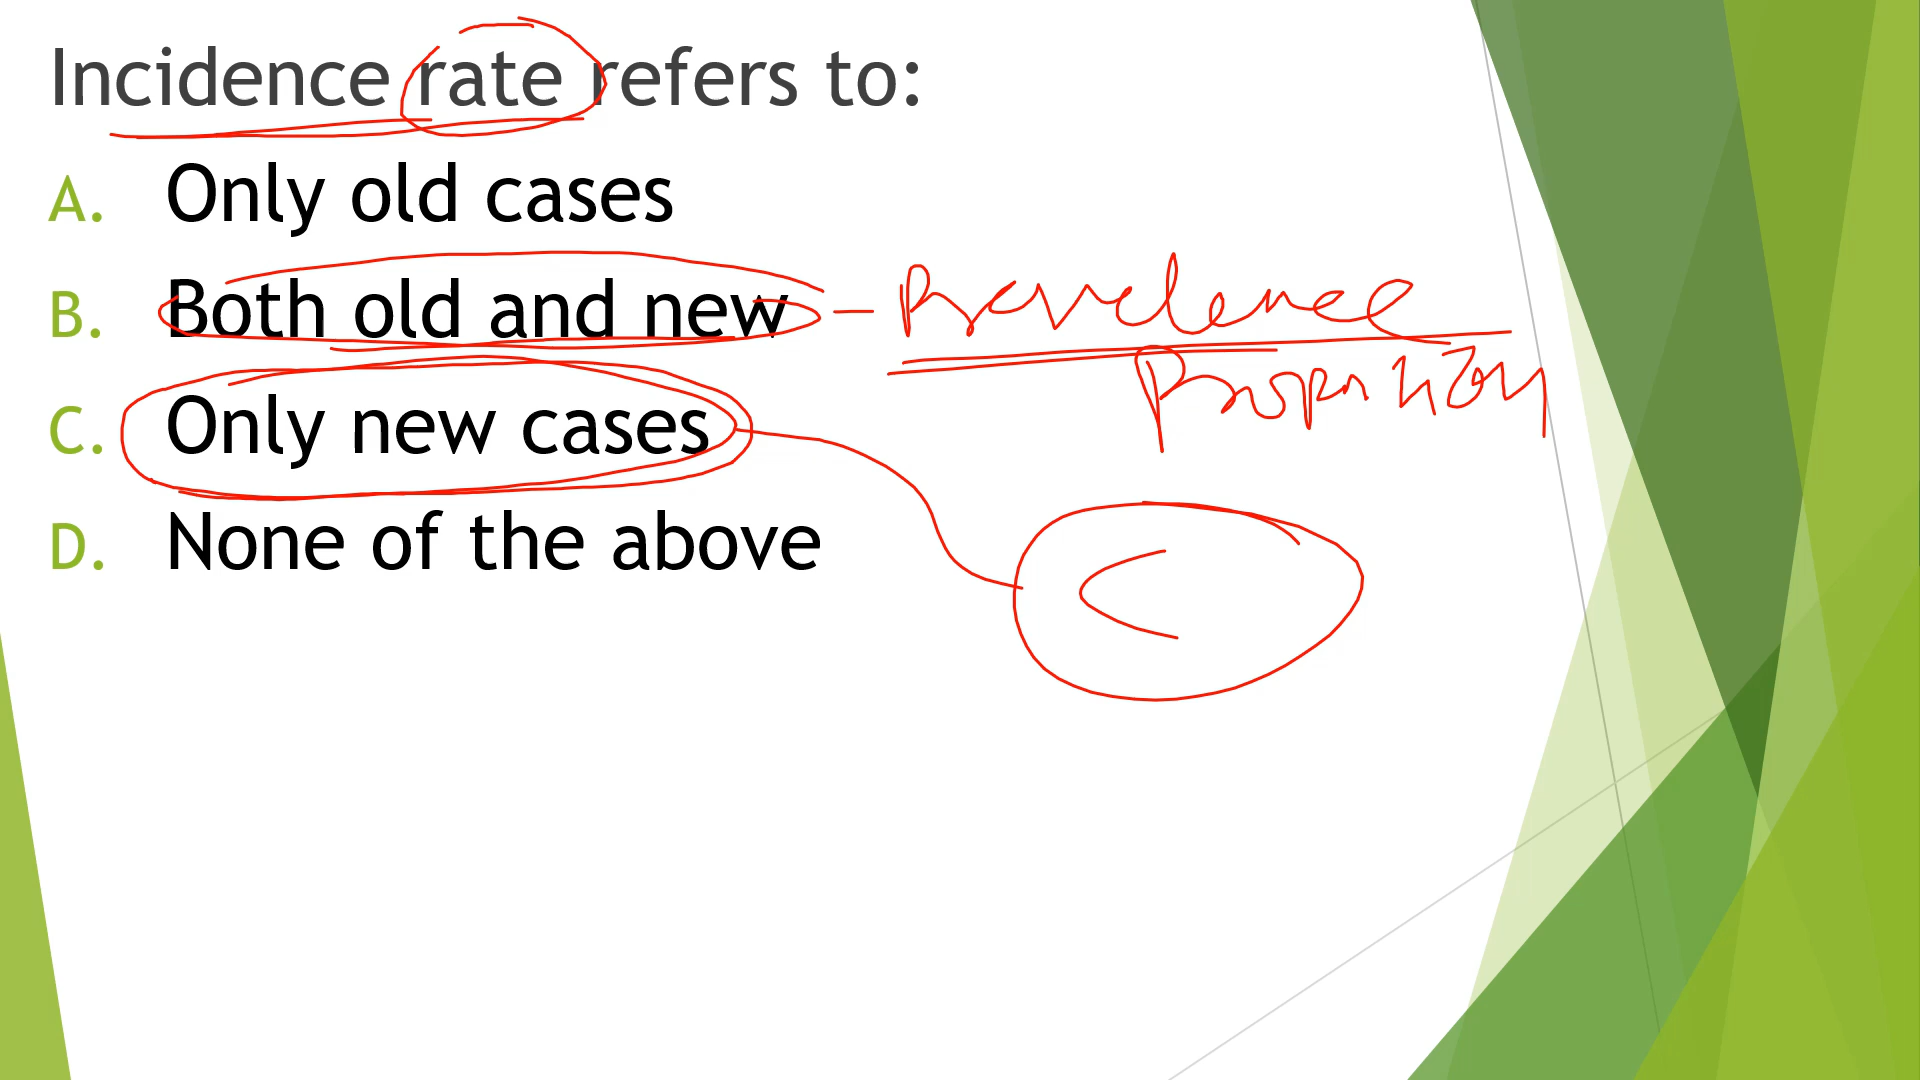 Incidence rate refers to:
A. Only old cases
B. Both old and new - Prevelence
Proportion
C. Only new cases
D. None of the above